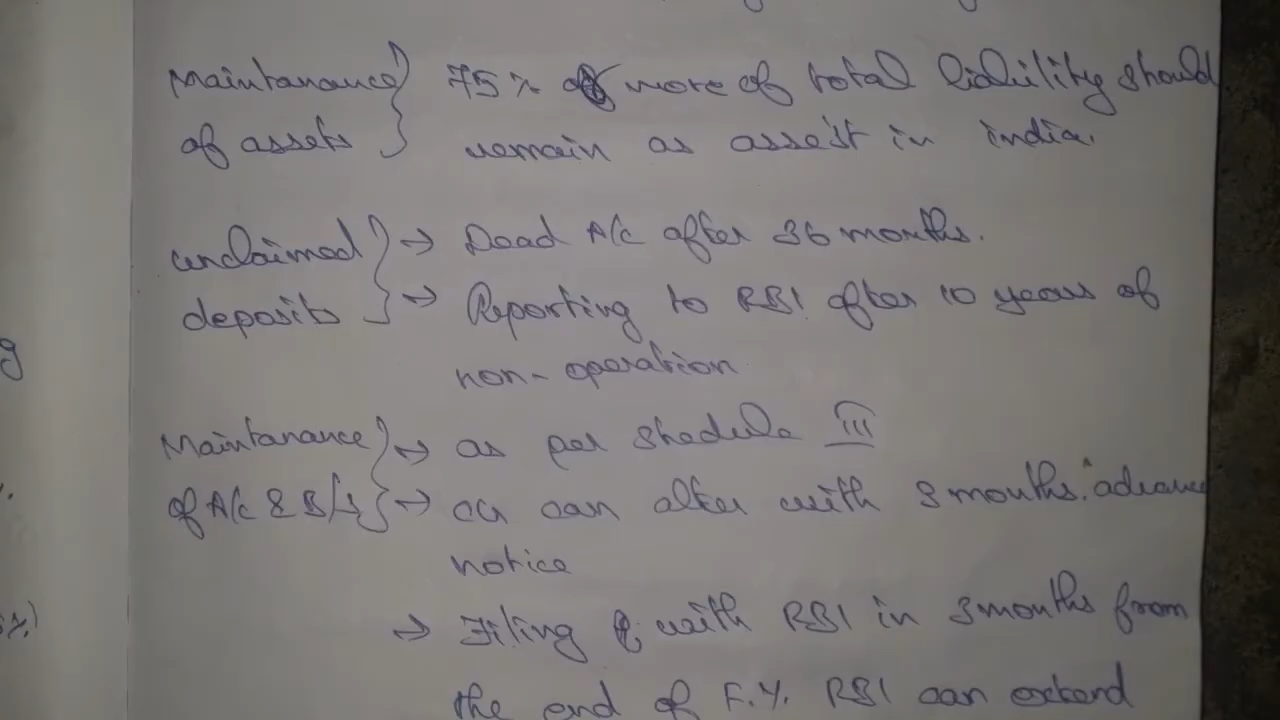 Maintanance } 75% or more of total liability should
of assets } remain as asse't in india.
unclaimed } → Dead A/c after 36 months.
deposits } → Reporting to RBI after 10 years of
non-operation
Maintanance } → as per Shedule III
of A/c & B/s } → CG can alter with 3 months. advance
notice
→ Filing with RBI in 3 months from
the end of F.Y. RBI can extend